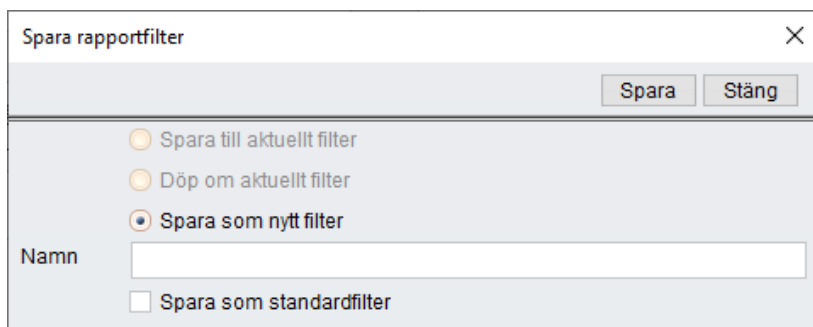 Spara rapportfilter
Spara Stäng
Spara till aktuellt filter
Döp om aktuellt filter
Spara som nytt filter
Namn
Spara som standardfilter